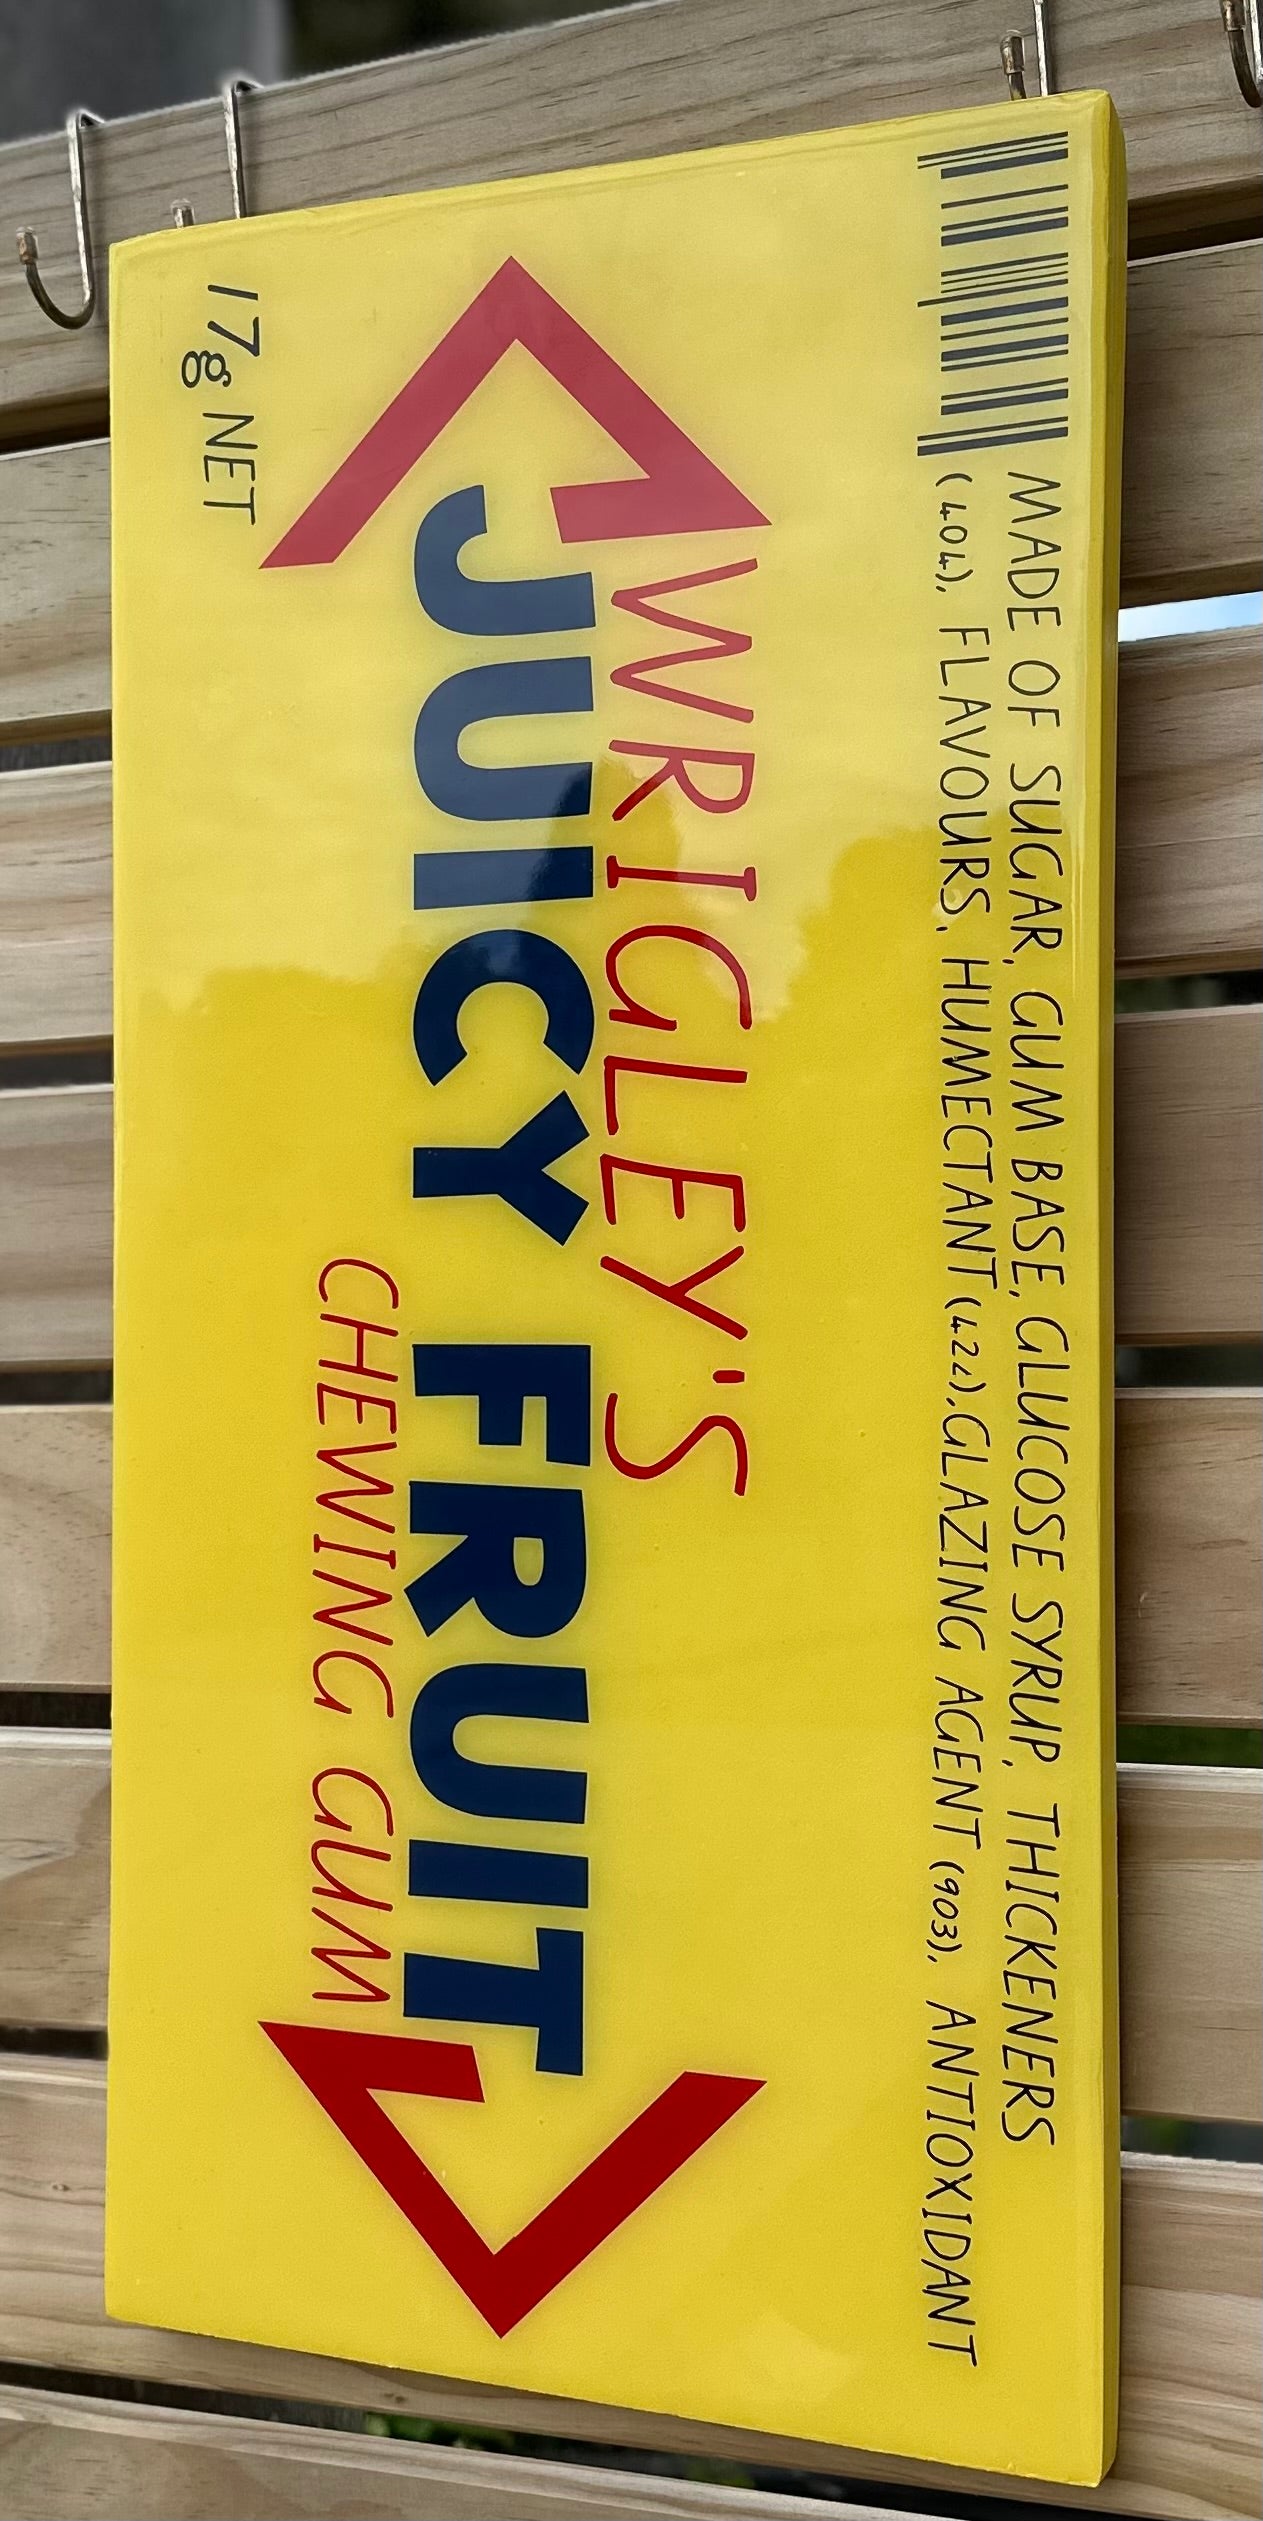 MADE OF SUGAR, GUM BASE, GLUCOSE SYRUP, THICKENERS
(404), FLAVOURS, HUMECTANT (422), GLAZING AGENT (903), ANTIOXIDANT
WRIGLEY'S
JUICY FRUIT
CHEWING GUM
17g NET